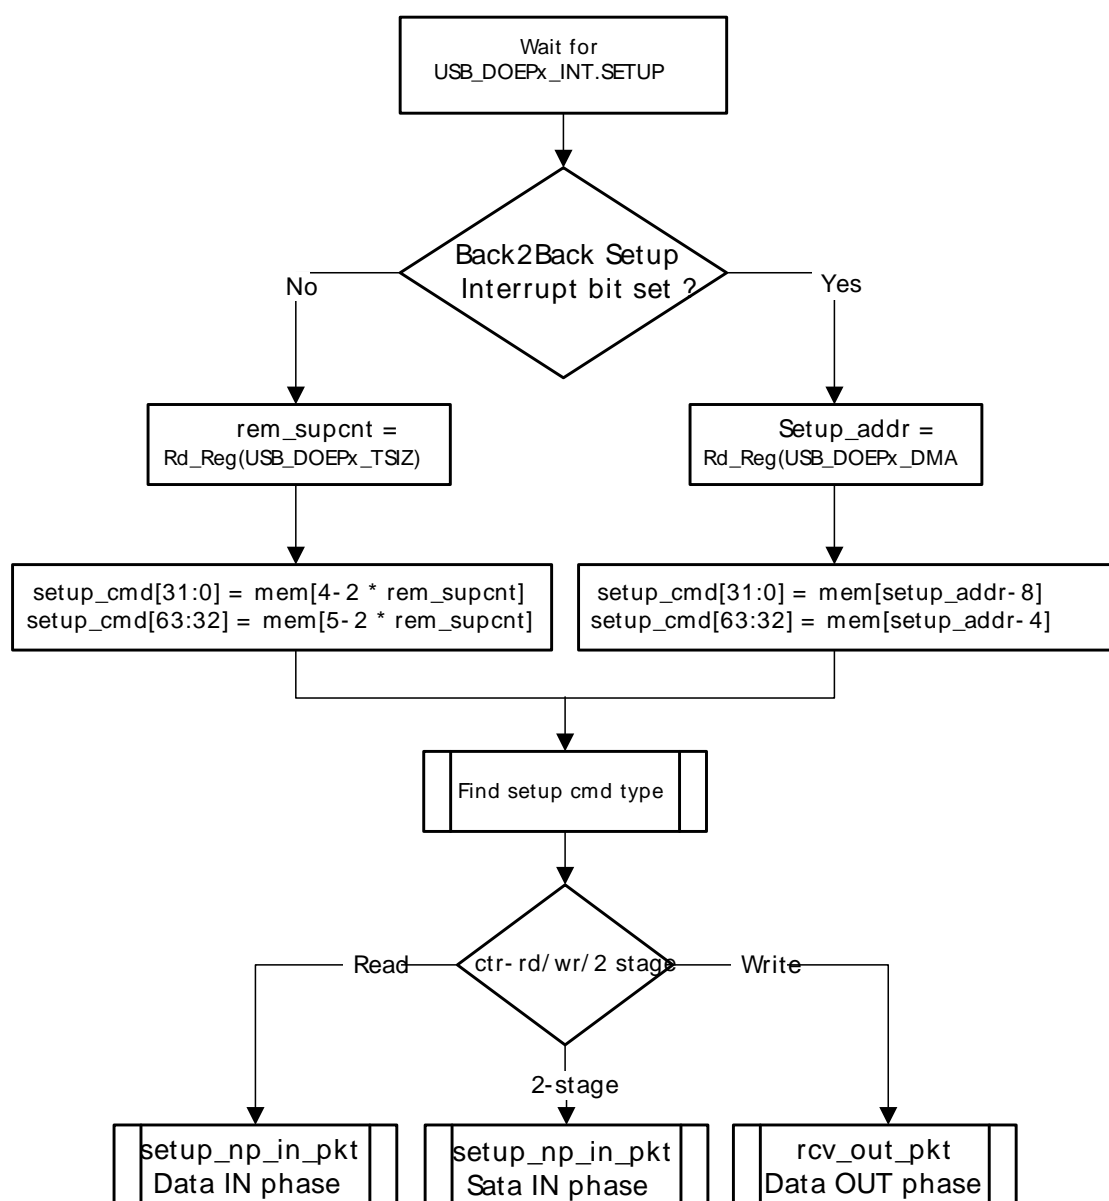 Wait for
USB_DOEPx_INT.SETUP
Back2Back Setup
Interrupt bit set ?
No
Yes
rem_supcnt =
Rd_Reg(USB_DOEPx_TSIZ)
Setup_addr =
Rd_Reg(USB_DOEPx_DMA
setup_cmd[31:0] = mem[4-2 * rem_supcnt]
setup_cmd[63:32] = mem[5-2 * rem_supcnt]
setup_cmd[31:0] = mem[setup_addr-8]
setup_cmd[63:32] = mem[setup_addr-4]
Find setup cmd type
Read
ctr-rd/wr/2 stage
Write
2-stage
setup_np_in_pkt
Data IN phase
setup_np_in_pkt
Sata IN phase
rcv_out_pkt
Data OUT phase